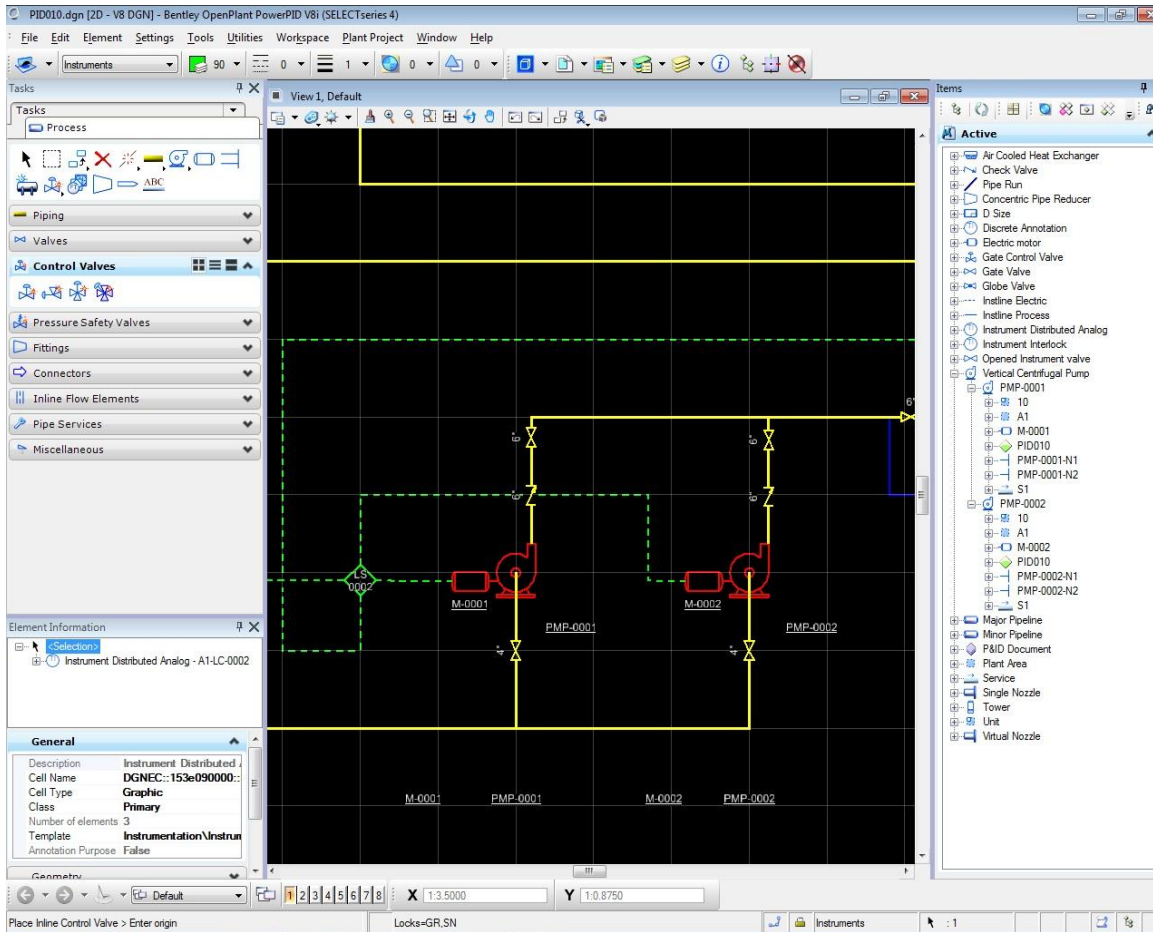 PID010.dgn [2D - V8 DGN] - Bentley OpenPlant PowerPID V8i (SELECTseries 4)
File Edit Element Settings Tools Utilities Workspace Plant Project Window Help
Instruments 90 0 1 0 0
Tasks
Tasks
Process
ABC
Piping
Valves
Control Valves
Pressure Safety Valves
Fittings
Connectors
Inline Flow Elements
Pipe Services
Miscellaneous
Element Information
<Selection>
Instrument Distributed Analog - A1-LC-0002
General
Description Instrument Distributed
Cell Name DGNEC::153e090000::
Cell Type Graphic
Class Primary
Number of elements 3
Template Instrumentation\Instrun
Annotation Purpose False
Geometry
View 1, Default
6"
6"
6"
6"
6"
LS
0002
M-0001
M-0002
PMP-0001
PMP-0002
4"
4"
M-0001 PMP-0001 M-0002 PMP-0002
Items
Active
Air Cooled Heat Exchanger
Check Valve
Pipe Run
Concentric Pipe Reducer
D Size
Discrete Annotation
Electric motor
Gate Control Valve
Gate Valve
Globe Valve
Instline Electric
Instline Process
Instrument Distributed Analog
Instrument Interlock
Opened Instrument valve
Vertical Centrifugal Pump
PMP-0001
10
A1
M-0001
PID010
PMP-0001-N1
PMP-0001-N2
S1
PMP-0002
10
A1
M-0002
PID010
PMP-0002-N1
PMP-0002-N2
S1
Major Pipeline
Minor Pipeline
P&ID Document
Plant Area
Service
Single Nozzle
Tower
Unit
Virtual Nozzle
Default 1 2 3 4 5 6 7 8 X 1:3.5000 Y 1:0.8750
Place Inline Control Valve > Enter origin Locks=GR,SN Instruments : 1